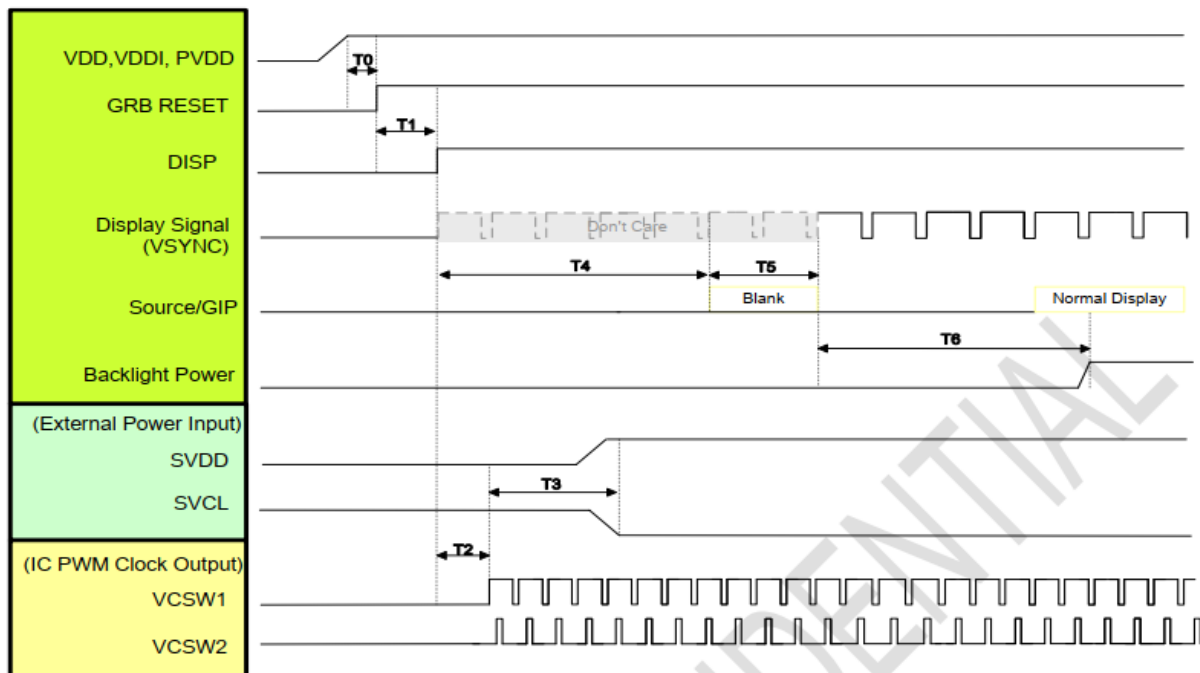 VDD,VDDI, PVDD
T0
GRB RESET
T1
DISP
Display Signal
(VSYNC)
Don't Care
T4
T5
Source/GIP
Blank
Normal Display
T6
Backlight Power
(External Power Input)
SVDD
T3
SVCL
T2
(IC PWM Clock Output)
VCSW1
VCSW2